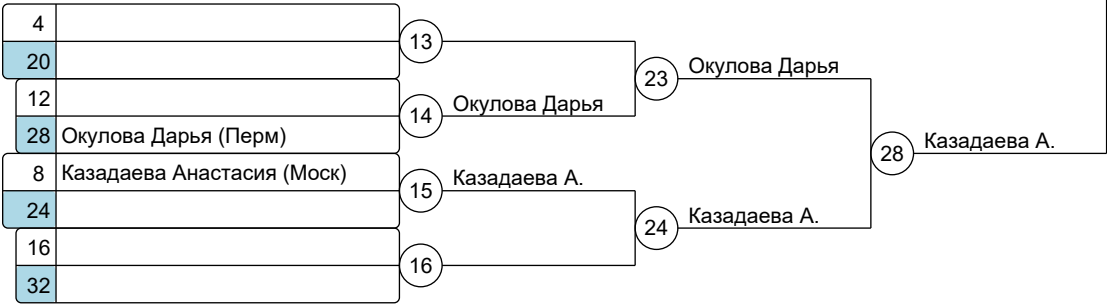 4
13
20
Окулова Дарья
23
12
Окулова Дарья
14
28 Окулова Дарья (Перм)
Казадаева А.
28
8 Казадаева Анастасия (Моск)
Казадаева А.
15
24
Казадаева А.
24
16
16
32